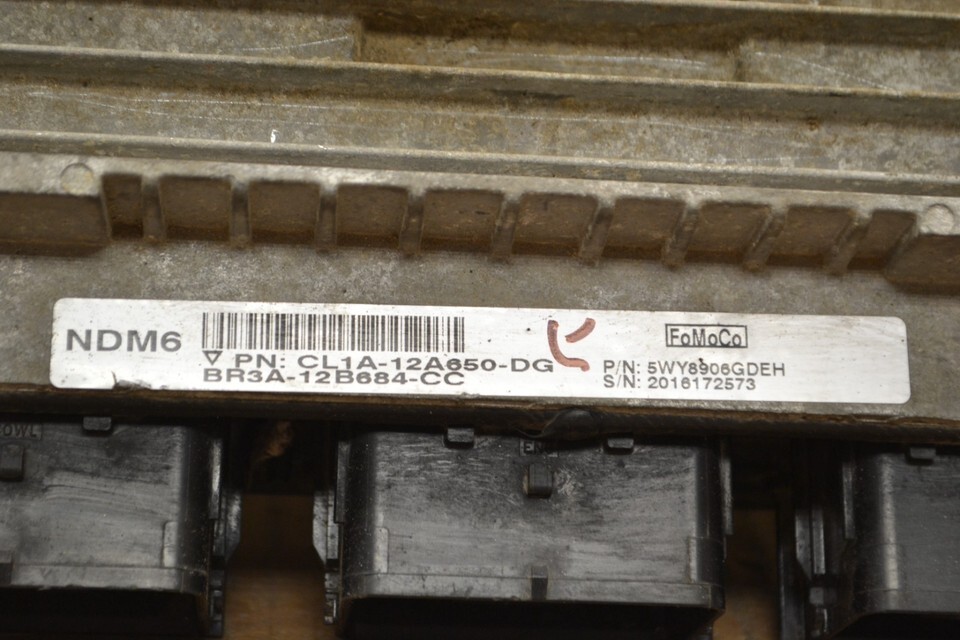 NDM6
PN: CL1A-12A650-DG
BR3A-12B684-CC
FoMoCo
P/N: 5WY8906GDEH
S/N: 2016172573